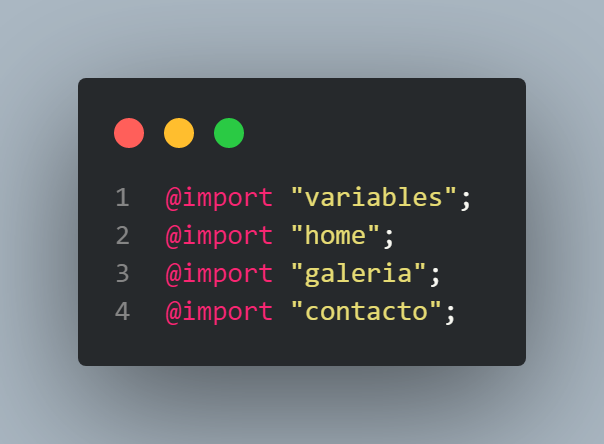 1 @import "variables";
2 @import "home";
3 @import "galeria";
4 @import "contacto";